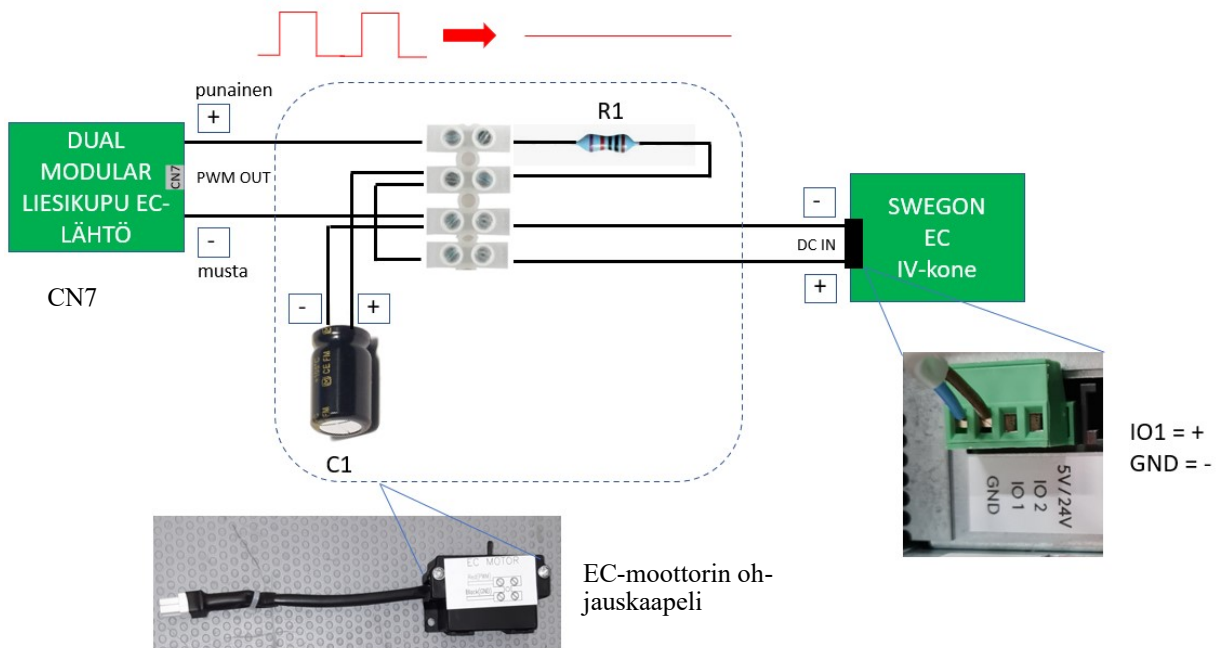 punainen
+
R1
DUAL
MODULAR
LIESIKUPU EC-
LÄHTÖ
CN7
PWM OUT
-
musta
CN7
-
DC IN
+
SWEGON
EC
IV-kone
-
+
C1
IO1 = +
GND = -
5V/24V
IO 2
IO 1
GND
EC MOTOR
EC-moottorin oh-
jauskaapeli